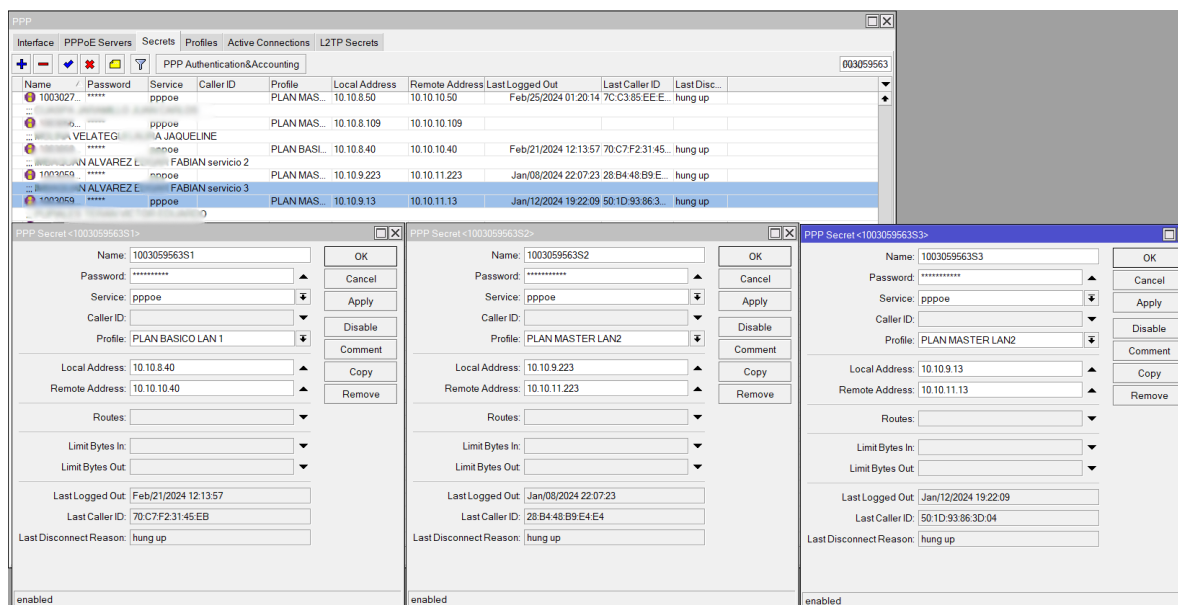 PPP
Interface PPPoE Servers Secrets Profiles Active Connections L2TP Secrets
PPP Authentication&Accounting 003059563
Name Password Service Caller ID Profile Local Address Remote Address Last Logged Out Last Caller ID Last Disc...
1003027... ***** pppoe PLAN MAS... 10.10.8.50 10.10.10.50 Feb/25/2024 01:20:14 7C:C3:85:EE:E... hung up
;;;
***** pppoe PLAN MAS... 10.10.8.109 10.10.10.109
;;; VELATEG JAQUELINE
***** pppoe PLAN BASI... 10.10.8.40 10.10.10.40 Feb/21/2024 12:13:57 70:C7:F2:31:45... hung up
;;; ALVAREZ FABIAN servicio 2
1003059... ***** pppoe PLAN MAS... 10.10.9.223 10.10.11.223 Jan/08/2024 22:07:23 28:B4:48:B9:E... hung up
;;; ALVAREZ FABIAN servicio 3
1003059... ***** pppoe PLAN MAS... 10.10.9.13 10.10.11.13 Jan/12/2024 19:22:09 50:1D:93:86:3... hung up
PPP Secret <1003059563S1>
Name: 1003059563S1 OK
Password: ********** Cancel
Service: pppoe Apply
Caller ID: Disable
Profile: PLAN BASICO LAN 1 Comment
Local Address: 10.10.8.40 Copy
Remote Address: 10.10.10.40 Remove
Routes:
Limit Bytes In:
Limit Bytes Out:
Last Logged Out: Feb/21/2024 12:13:57
Last Caller ID: 70:C7:F2:31:45:EB
Last Disconnect Reason: hung up
enabled
PPP Secret <1003059563S2>
Name: 1003059563S2 OK
Password: *********** Cancel
Service: pppoe Apply
Caller ID: Disable
Profile: PLAN MASTER LAN2 Comment
Local Address: 10.10.9.223 Copy
Remote Address: 10.10.11.223 Remove
Routes:
Limit Bytes In:
Limit Bytes Out:
Last Logged Out: Jan/08/2024 22:07:23
Last Caller ID: 28:B4:48:B9:E4:E4
Last Disconnect Reason: hung up
enabled
PPP Secret <1003059563S3>
Name: 1003059563S3 OK
Password: *********** Cancel
Service: pppoe Apply
Caller ID: Disable
Profile: PLAN MASTER LAN2 Comment
Local Address: 10.10.9.13 Copy
Remote Address: 10.10.11.13 Remove
Routes:
Limit Bytes In:
Limit Bytes Out:
Last Logged Out: Jan/12/2024 19:22:09
Last Caller ID: 50:1D:93:86:3D:04
Last Disconnect Reason: hung up
enabled